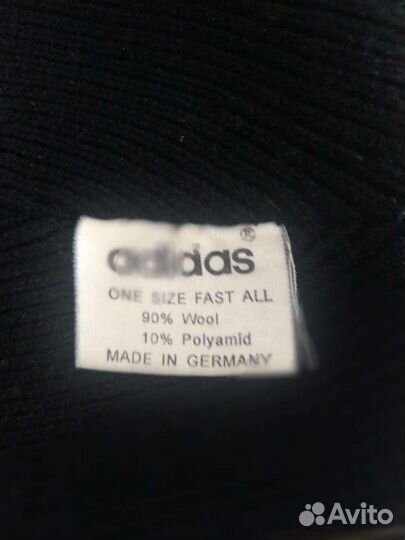 adidas®
ONE SIZE FAST ALL
90% Wool
10% Polyamid
MADE IN GERMANY
Avito